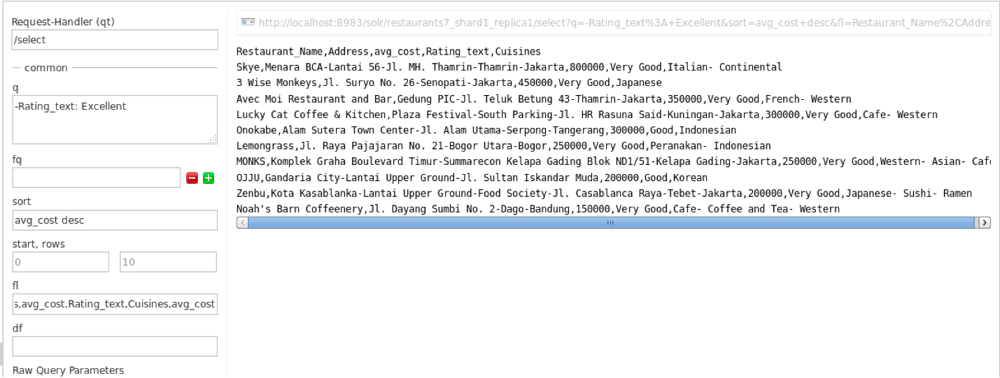 Request-Handler (qt)
/select
common
q
-Rating_text: Excellent
fq
sort
avg_cost desc
start, rows
0 10
fl
s,avg_cost,Rating_text,Cuisines,avg_cost
df
Raw Query Parameters
http://localhost:8983/solr/restaurants7_shard1_replica1/select?q=-Rating_text%3A+Excellent&sort=avg_cost+desc&fl=Restaurant_Name%2CAddre
Restaurant_Name,Address,avg_cost,Rating_text,Cuisines
Skye,Menara BCA-Lantai 56-Jl. MH. Thamrin-Thamrin-Jakarta,800000,Very Good,Italian- Continental
3 Wise Monkeys,Jl. Suryo No. 26-Senopati-Jakarta,450000,Very Good,Japanese
Avec Moi Restaurant and Bar,Gedung PIC-Jl. Teluk Betung 43-Thamrin-Jakarta,350000,Very Good,French- Western
Lucky Cat Coffee & Kitchen,Plaza Festival-South Parking-Jl. HR Rasuna Said-Kuningan-Jakarta,300000,Very Good,Cafe- Western
Onokabe,Alam Sutera Town Center-Jl. Alam Utama-Serpong-Tangerang,300000,Good,Indonesian
Lemongrass,Jl. Raya Pajajaran No. 21-Bogor Utara-Bogor,250000,Very Good,Peranakan- Indonesian
MONKS,Komplek Graha Boulevard Timur-Summarecon Kelapa Gading Blok ND1/51-Kelapa Gading-Jakarta,250000,Very Good,Western- Asian- Caf
OJJU,Gandaria City-Lantai Upper Ground-Jl. Sultan Iskandar Muda,200000,Good,Korean
Zenbu,Kota Kasablanka-Lantai Upper Ground-Food Society-Jl. Casablanca Raya-Tebet-Jakarta,200000,Very Good,Japanese- Sushi- Ramen
Noah's Barn Coffeenery,Jl. Dayang Sumbi No. 2-Dago-Bandung,150000,Very Good,Cafe- Coffee and Tea- Western